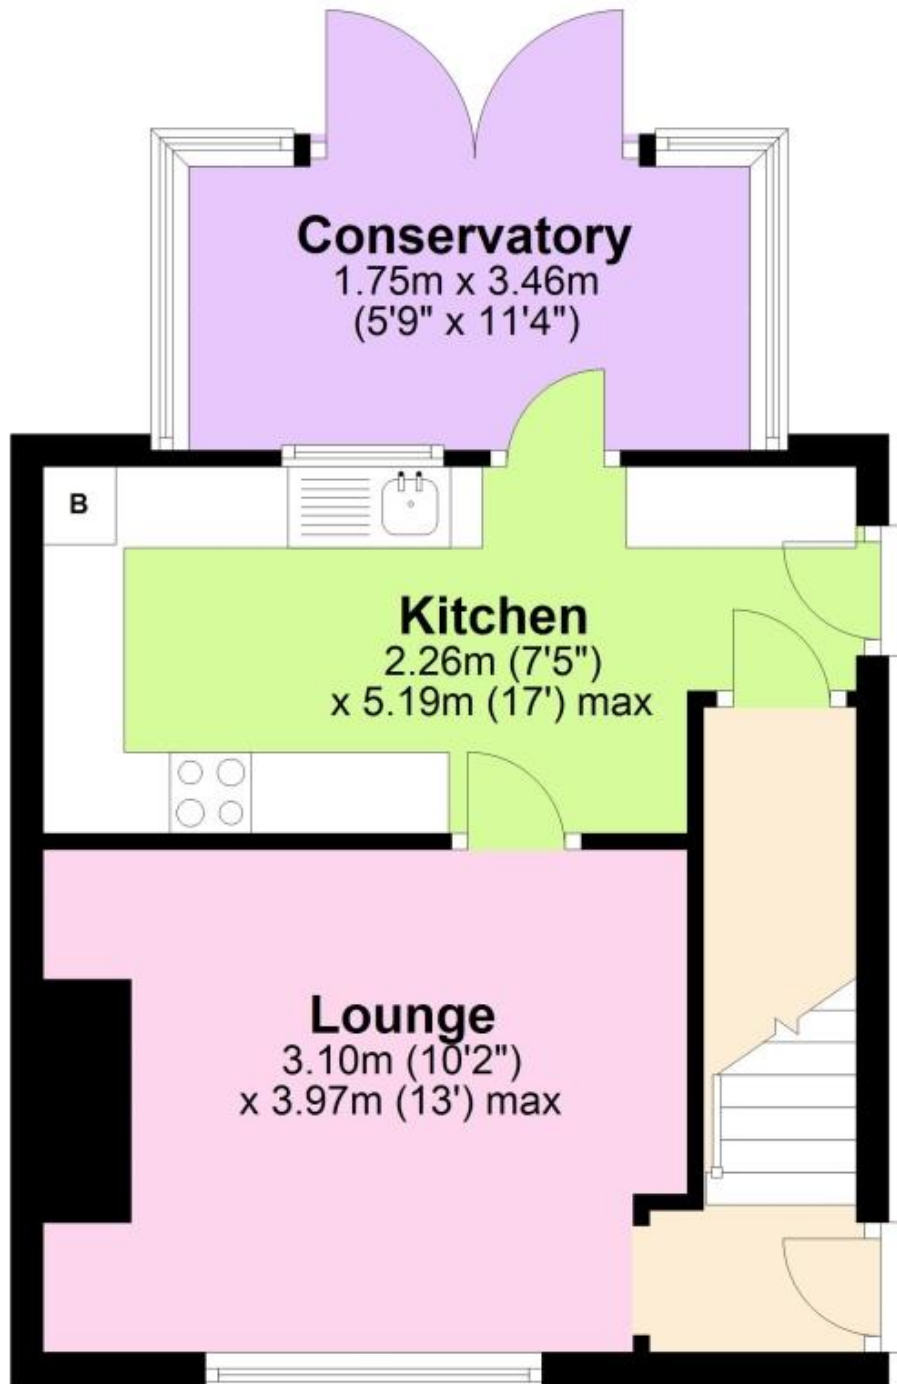 Conservatory
1.75m x 3.46m
(5'9" x 11'4")
B
Kitchen
2.26m (7'5")
x 5.19m (17') max
Lounge
3.10m (10'2")
x 3.97m (13') max